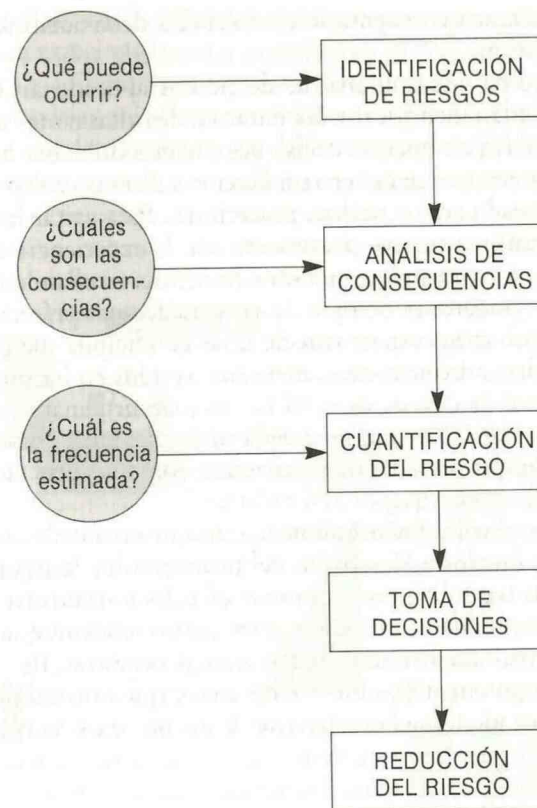 ¿Qué puede
ocurrir?
IDENTIFICACIÓN
DE RIESGOS
¿Cuáles
son las
consecuen-
cias?
ANÁLISIS DE
CONSECUENCIAS
¿Cuál es
la frecuencia
estimada?
CUANTIFICACIÓN
DEL RIESGO
TOMA DE
DECISIONES
REDUCCIÓN
DEL RIESGO